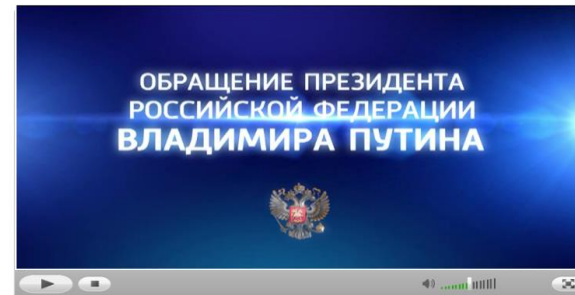 ОБРАЩЕНИЕ ПРЕЗИДЕНТА
РОССИЙСКОЙ ФЕДЕРАЦИИ
ВЛАДИМИРА ПУТИНА